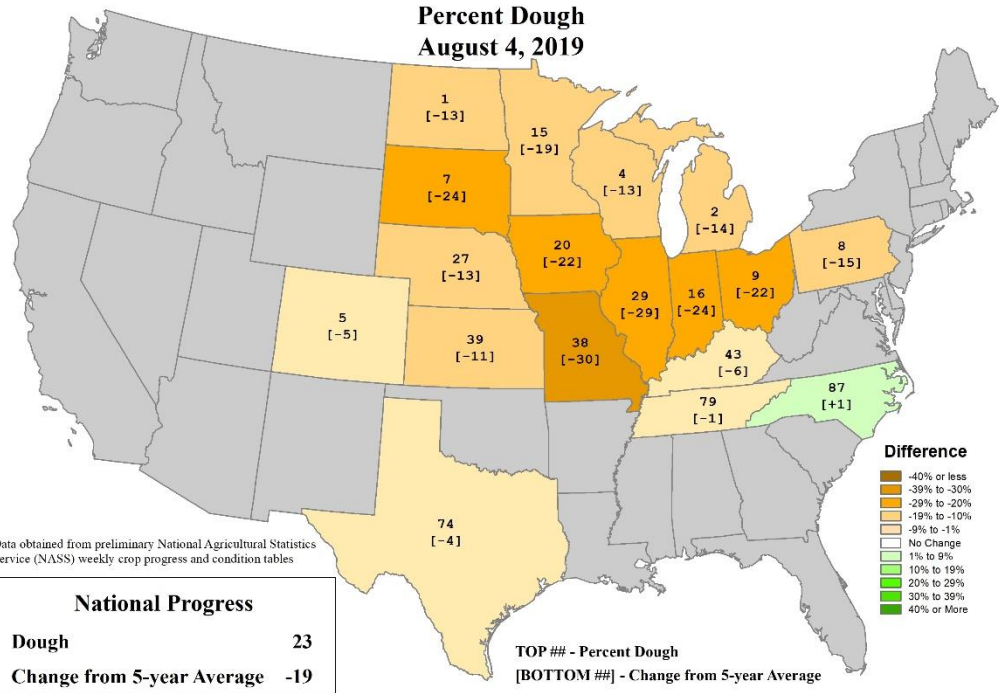 Percent Dough
August 4, 2019
1
[-13]
15
[-19]
4
[-13]
2
[-14]
7
[-24]
20
[-22]
27
[-13]
29
[-29]
16
[-24]
9
[-22]
8
[-15]
5
[-5]
39
[-11]
38
[-30]
43
[-6]
79
[-1]
87
[+1]
74
[-4]
Difference
-40% or less
-39% to -30%
-29% to -20%
-19% to -10%
-9% to -1%
No Change
1% to 9%
10% to 19%
20% to 29%
30% to 39%
40% or More
Data obtained from preliminary National Agricultural Statistics
ervice (NASS) weekly crop progress and condition tables
National Progress
Dough 23
Change from 5-year Average -19
TOP ## - Percent Dough
[BOTTOM ##] - Change from 5-year Average